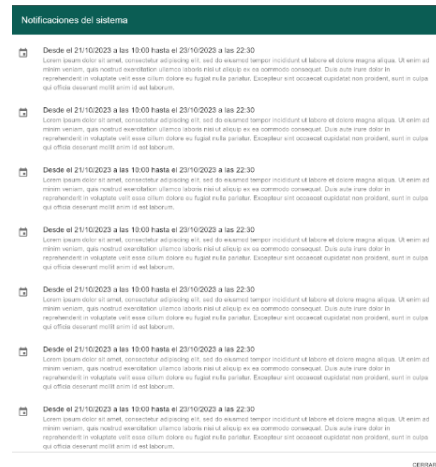 Notificaciones del sistema
Desde el 21/10/2023 a las 10:00 hasta el 23/10/2023 a las 22:30
Lorem ipsum dolor sit amet, consectetur adipiscing elit, sed do eiusmod tempor incididunt ut labore et dolore magna aliqua. Ut enim ad
minim veniam, quis nostrud exercitation ullamco laboris nisi ut aliquip ex ea commodo consequat. Duis aute irure dolor in
reprehenderit in voluptate velit esse cillum dolore eu fugiat nulla pariatur. Excepteur sint occaecat cupidatat non proident, sunt in culpa
qui officia deserunt mollit anim id est laborum.
Desde el 21/10/2023 a las 10:00 hasta el 23/10/2023 a las 22:30
Lorem ipsum dolor sit amet, consectetur adipiscing elit, sed do eiusmod tempor incididunt ut labore et dolore magna aliqua. Ut enim ad
minim veniam, quis nostrud exercitation ullamco laboris nisi ut aliquip ex ea commodo consequat. Duis aute irure dolor in
reprehenderit in voluptate velit esse cillum dolore eu fugiat nulla pariatur. Excepteur sint occaecat cupidatat non proident, sunt in culpa
qui officia deserunt mollit anim id est laborum.
Desde el 21/10/2023 a las 10:00 hasta el 23/10/2023 a las 22:30
Lorem ipsum dolor sit amet, consectetur adipiscing elit, sed do eiusmod tempor incididunt ut labore et dolore magna aliqua. Ut enim ad
minim veniam, quis nostrud exercitation ullamco laboris nisi ut aliquip ex ea commodo consequat. Duis aute irure dolor in
reprehenderit in voluptate velit esse cillum dolore eu fugiat nulla pariatur. Excepteur sint occaecat cupidatat non proident, sunt in culpa
qui officia deserunt mollit anim id est laborum.
Desde el 21/10/2023 a las 10:00 hasta el 23/10/2023 a las 22:30
Lorem ipsum dolor sit amet, consectetur adipiscing elit, sed do eiusmod tempor incididunt ut labore et dolore magna aliqua. Ut enim ad
minim veniam, quis nostrud exercitation ullamco laboris nisi ut aliquip ex ea commodo consequat. Duis aute irure dolor in
reprehenderit in voluptate velit esse cillum dolore eu fugiat nulla pariatur. Excepteur sint occaecat cupidatat non proident, sunt in culpa
qui officia deserunt mollit anim id est laborum.
Desde el 21/10/2023 a las 10:00 hasta el 23/10/2023 a las 22:30
Lorem ipsum dolor sit amet, consectetur adipiscing elit, sed do eiusmod tempor incididunt ut labore et dolore magna aliqua. Ut enim ad
minim veniam, quis nostrud exercitation ullamco laboris nisi ut aliquip ex ea commodo consequat. Duis aute irure dolor in
reprehenderit in voluptate velit esse cillum dolore eu fugiat nulla pariatur. Excepteur sint occaecat cupidatat non proident, sunt in culpa
qui officia deserunt mollit anim id est laborum.
Desde el 21/10/2023 a las 10:00 hasta el 23/10/2023 a las 22:30
Lorem ipsum dolor sit amet, consectetur adipiscing elit, sed do eiusmod tempor incididunt ut labore et dolore magna aliqua. Ut enim ad
minim veniam, quis nostrud exercitation ullamco laboris nisi ut aliquip ex ea commodo consequat. Duis aute irure dolor in
reprehenderit in voluptate velit esse cillum dolore eu fugiat nulla pariatur. Excepteur sint occaecat cupidatat non proident, sunt in culpa
qui officia deserunt mollit anim id est laborum.
Desde el 21/10/2023 a las 10:00 hasta el 23/10/2023 a las 22:30
Lorem ipsum dolor sit amet, consectetur adipiscing elit, sed do eiusmod tempor incididunt ut labore et dolore magna aliqua. Ut enim ad
minim veniam, quis nostrud exercitation ullamco laboris nisi ut aliquip ex ea commodo consequat. Duis aute irure dolor in
reprehenderit in voluptate velit esse cillum dolore eu fugiat nulla pariatur. Excepteur sint occaecat cupidatat non proident, sunt in culpa
qui officia deserunt mollit anim id est laborum.
CERRAR